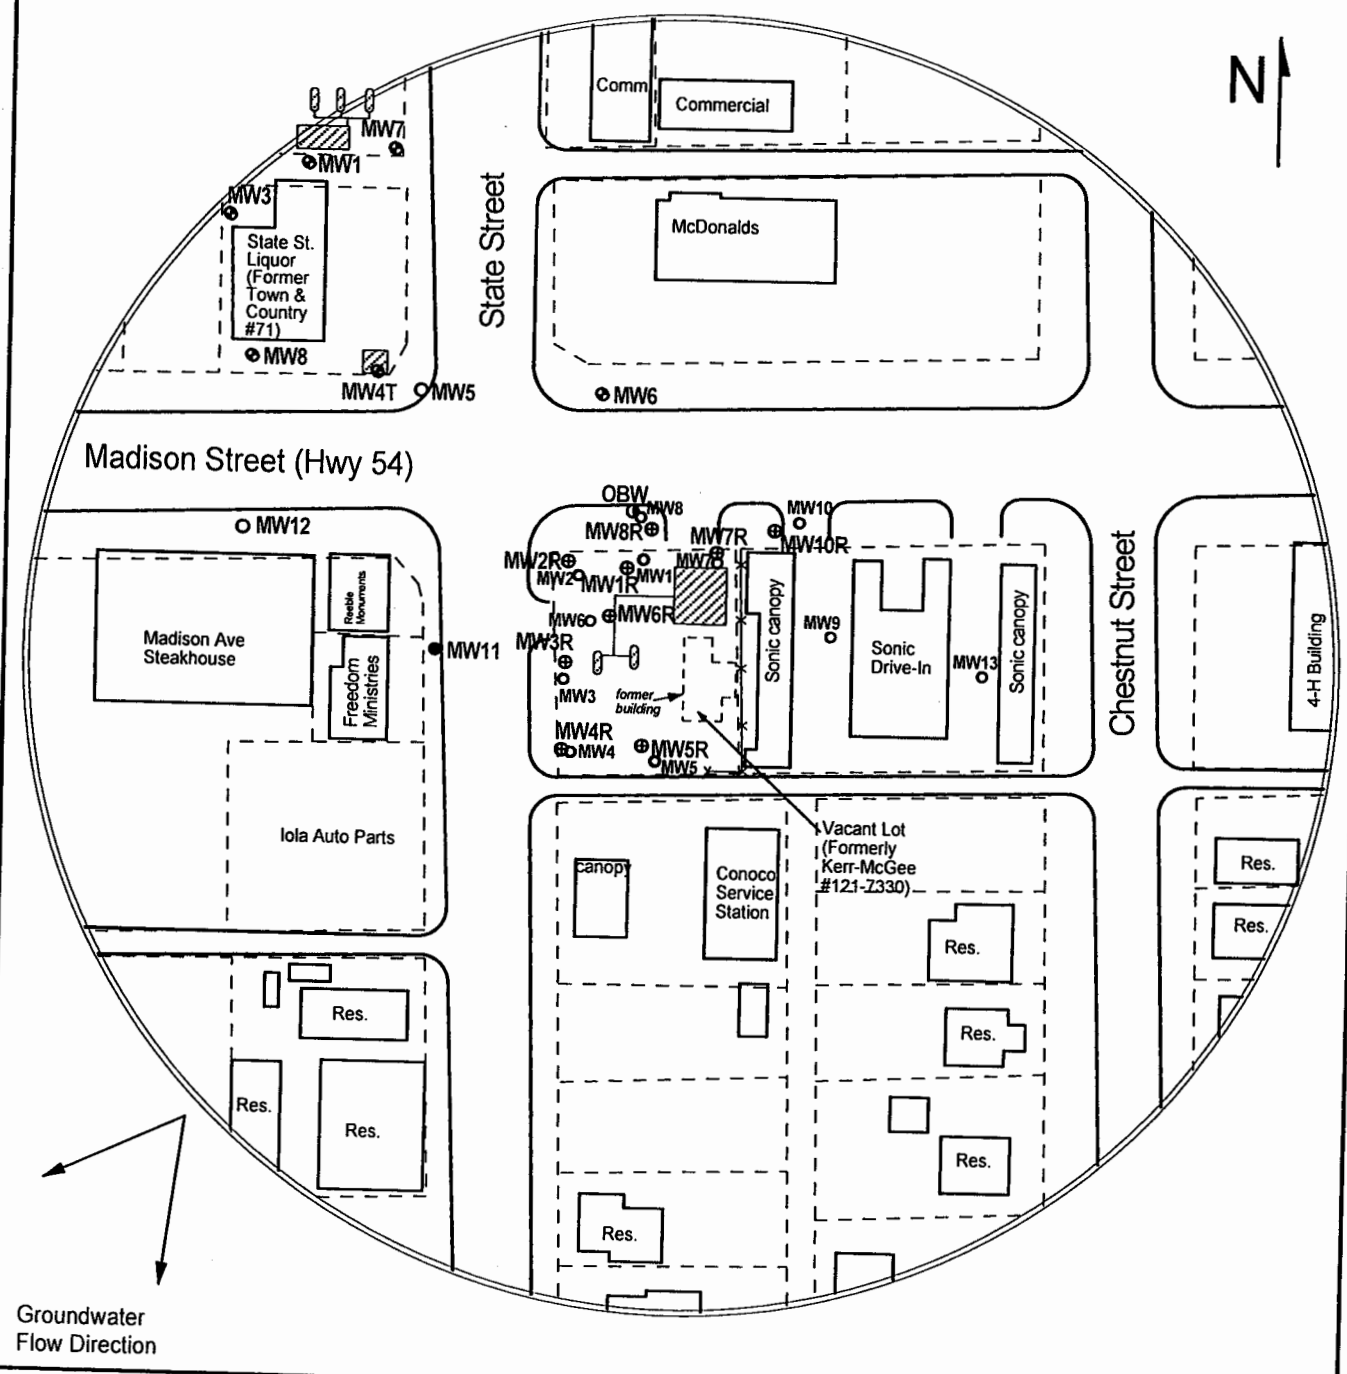 N
Comm
Commercial
MW7
MW1
MW3
State St.
Liquor
(Former
Town &
Country
#71)
State Street
McDonalds
MW8
MW4T
MW5
MW6
Madison Street (Hwy 54)
MW12
OBW
MW8
MW8R
MW7R
MW10
MW10R
MW2R
MW2
MW1R
MW1
MW6
MW6R
MW3R
MW3
MW11
MW9
MW13
Madison Ave
Steakhouse
Reeble
Monuments
Freedom
Ministries
former
building
Sonic canopy
Sonic
Drive-In
Sonic canopy
Chestnut Street
4-H Building
MW4R
MW4
MW5R
MW5
Iola Auto Parts
canopy
Conoco
Service
Station
Vacant Lot
(Formerly
Kerr-McGee
#121-7330)
Res.
Res.
Res.
Res.
Res.
Res.
Res.
Res.
Res.
Groundwater
Flow Direction